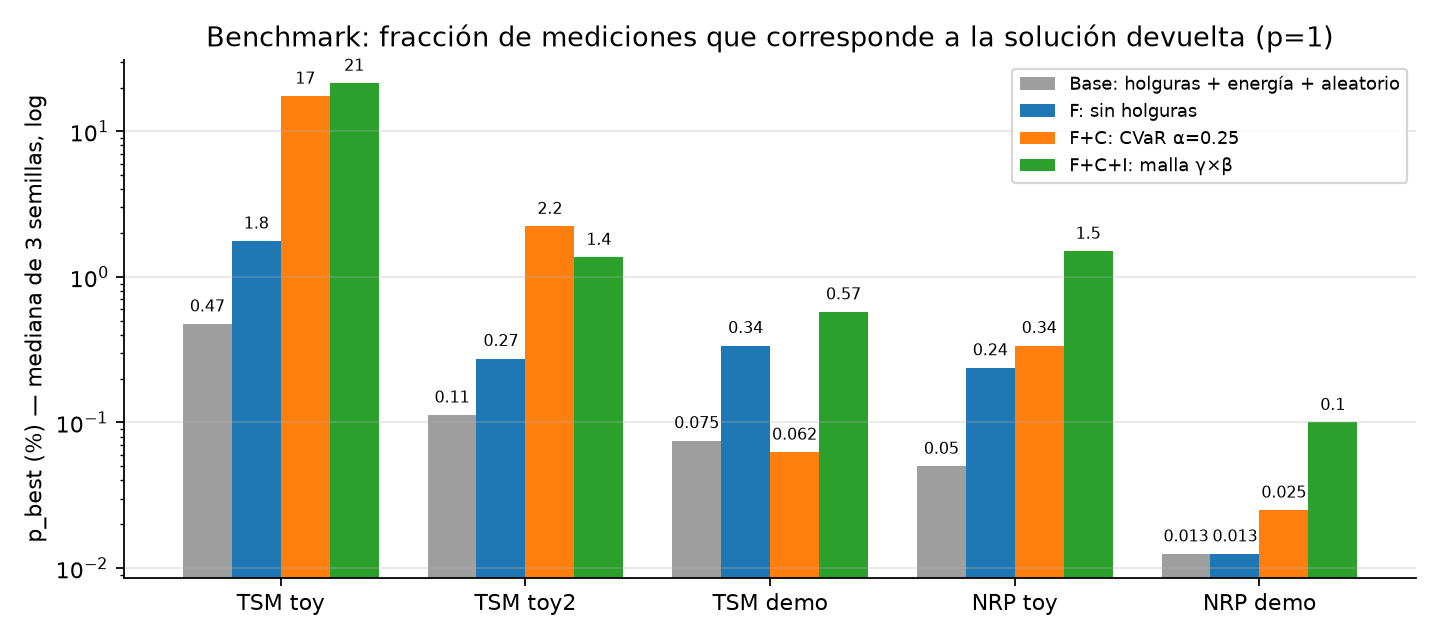 Benchmark: fracción de mediciones que corresponde a la solución devuelta (p=1)
p_best (%) — mediana de 3 semillas, log
10¹
10⁰
10⁻¹
10⁻²
Base: holguras + energía + aleatorio
F: sin holguras
F+C: CVaR α=0.25
F+C+I: malla γ×β
0.47
1.8
17
21
0.11
0.27
2.2
1.4
0.075
0.34
0.062
0.57
0.05
0.24
0.34
1.5
0.013
0.013
0.025
0.1
TSM toy
TSM toy2
TSM demo
NRP toy
NRP demo